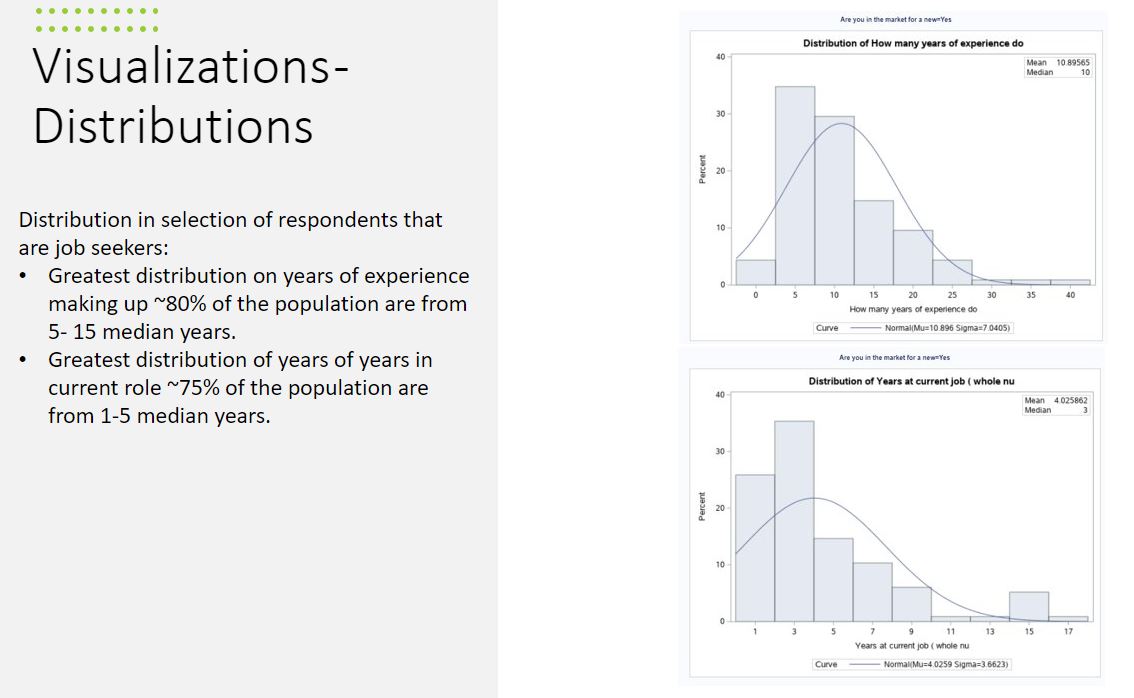 Visualizations-
Distributions
Distribution in selection of respondents that
are job seekers:
• Greatest distribution on years of experience
making up ~80% of the population are from
5- 15 median years.
• Greatest distribution of years of years in
current role ~75% of the population are
from 1-5 median years.
Are you in the market for a new=Yes
Distribution of How many years of experience do
Mean 10.89565
Median 10
40
30
20
10
0
Percent
0 5 10 15 20 25 30 35 40
How many years of experience do
Curve Normal(Mu=10.896 Sigma=7.0405)
Are you in the market for a new=Yes
Distribution of Years at current job ( whole nu
Mean 4.025862
Median 3
40
30
20
10
0
Percent
1 3 5 7 9 11 13 15 17
Years at current job ( whole nu
Curve Normal(Mu=4.0259 Sigma=3.6623)